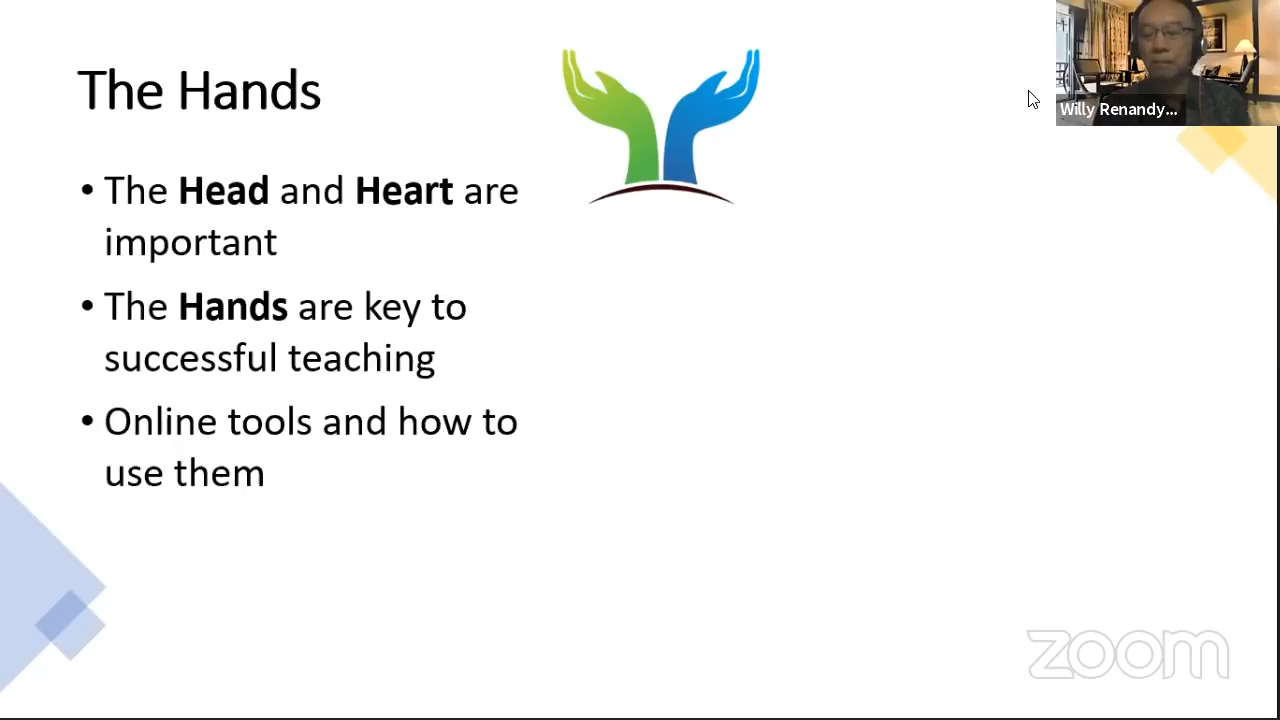 The Hands
• The Head and Heart are
important
• The Hands are key to
successful teaching
• Online tools and how to
use them
Willy Renandy...
zoom